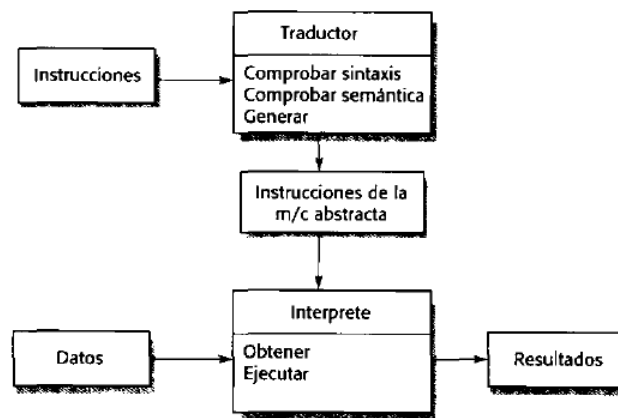 Traductor
Instrucciones
Comprobar sintaxis
Comprobar semántica
Generar
Instrucciones de la
m/c abstracta
Interprete
Datos
Obtener
Ejecutar
Resultados